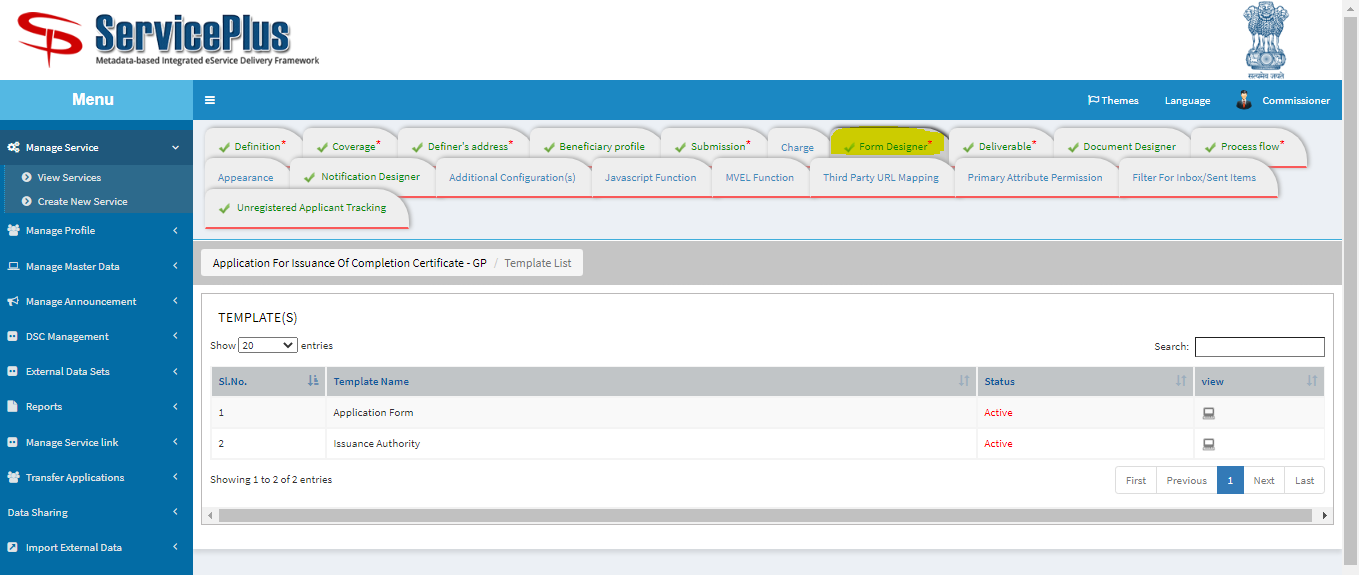 ServicePlus
Metadata-based Integrated eService Delivery Framework
सत्यमेव जयते
Menu
Themes Language Commissioner
Manage Service
View Services
Create New Service
Manage Profile
Manage Master Data
Manage Announcement
DSC Management
External Data Sets
Reports
Manage Service link
Transfer Applications
Data Sharing
Import External Data
Definition* Coverage* Definer's address* Beneficiary profile Submission* Charge Form Designer* Deliverable* Document Designer Process flow*
Appearance Notification Designer Additional Configuration(s) Javascript Function MVEL Function Third Party URL Mapping Primary Attribute Permission Filter For Inbox/Sent Items
Unregistered Applicant Tracking
Application For Issuance Of Completion Certificate - GP / Template List
TEMPLATE(S)
Show 20 entries Search:
Sl.No. Template Name Status view
1 Application Form Active
2 Issuance Authority Active
Showing 1 to 2 of 2 entries First Previous 1 Next Last